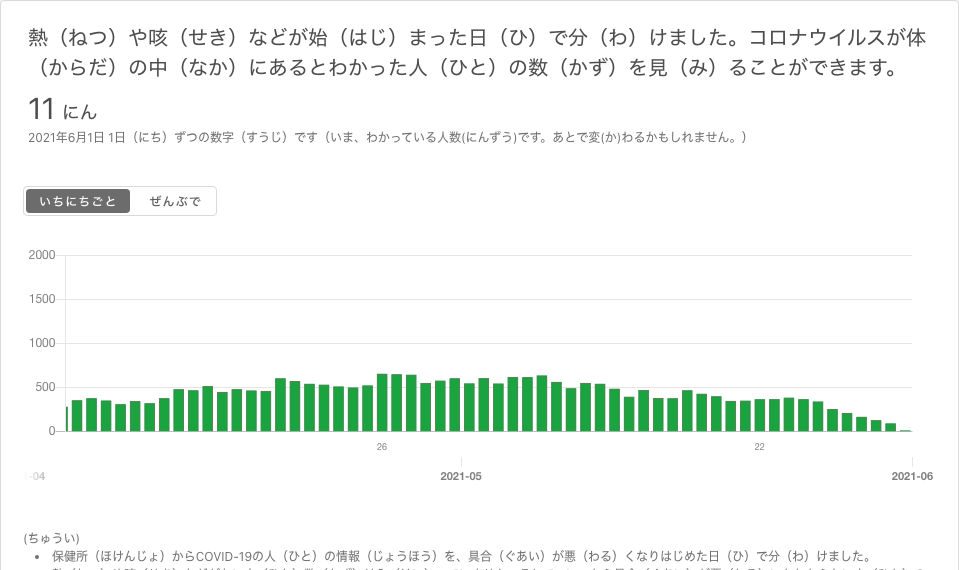 熱（ねつ）や咳（せき）などが始（はじ）まった日（ひ）で分（わ）けました。コロナウイルスが体
（からだ）の中（なか）にあるとわかった人（ひと）の数（かず）を見（み）ることができます。
11 にん
2021年6月1日 1日（にち）ずつの数字（すうじ）です（いま、わかっている人数(にんずう)です。あとで変(か)わるかもしれません。）
いちにちごと ぜんぶで
2000
1500
1000
500
0
26 22
-04 2021-05 2021-06
(ちゅうい)
• 保健所（ほけんじょ）からCOVID-19の人（ひと）の情報（じょうほう）を、具合（ぐあい）が悪（わる）くなりはじめた日（ひ）で分（わ）けました。